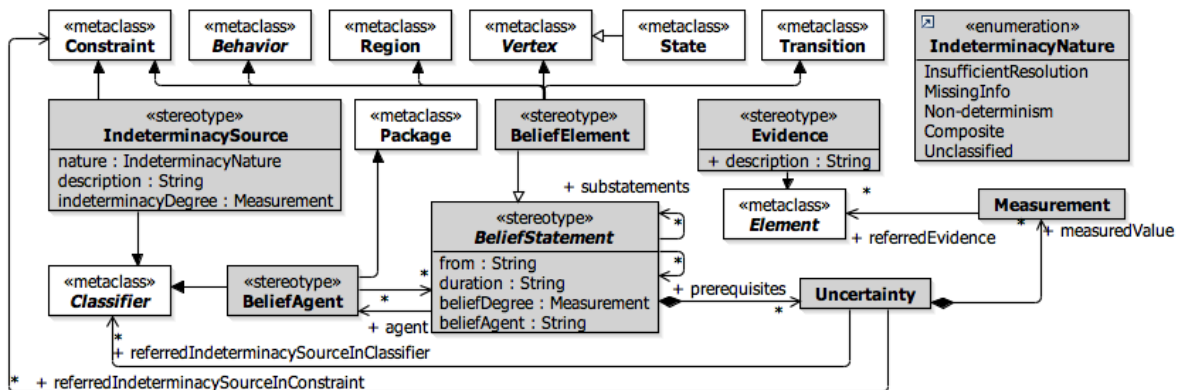 «metaclass»
Constraint
«metaclass»
Behavior
«metaclass»
Region
«metaclass»
Vertex
«metaclass»
State
«metaclass»
Transition
«enumeration»
IndeterminacyNature
InsufficientResolution
MissingInfo
Non-determinism
Composite
Unclassified
«stereotype»
IndeterminacySource
nature : IndeterminacyNature
description : String
indeterminacyDegree : Measurement
«metaclass»
Package
«stereotype»
BeliefElement
«stereotype»
Evidence
+ description : String
+ substatements
*
«stereotype»
BeliefStatement
from : String
duration : String
beliefDegree : Measurement
beliefAgent : String
*
+ prerequisites
*
«metaclass»
Element
*
+ referredEvidence
Measurement
*
+ measuredValue
«metaclass»
Classifier
«stereotype»
BeliefAgent
*
*
+ agent
Uncertainty
*
+ referredIndeterminacySourceInClassifier
* + referredIndeterminacySourceInConstraint